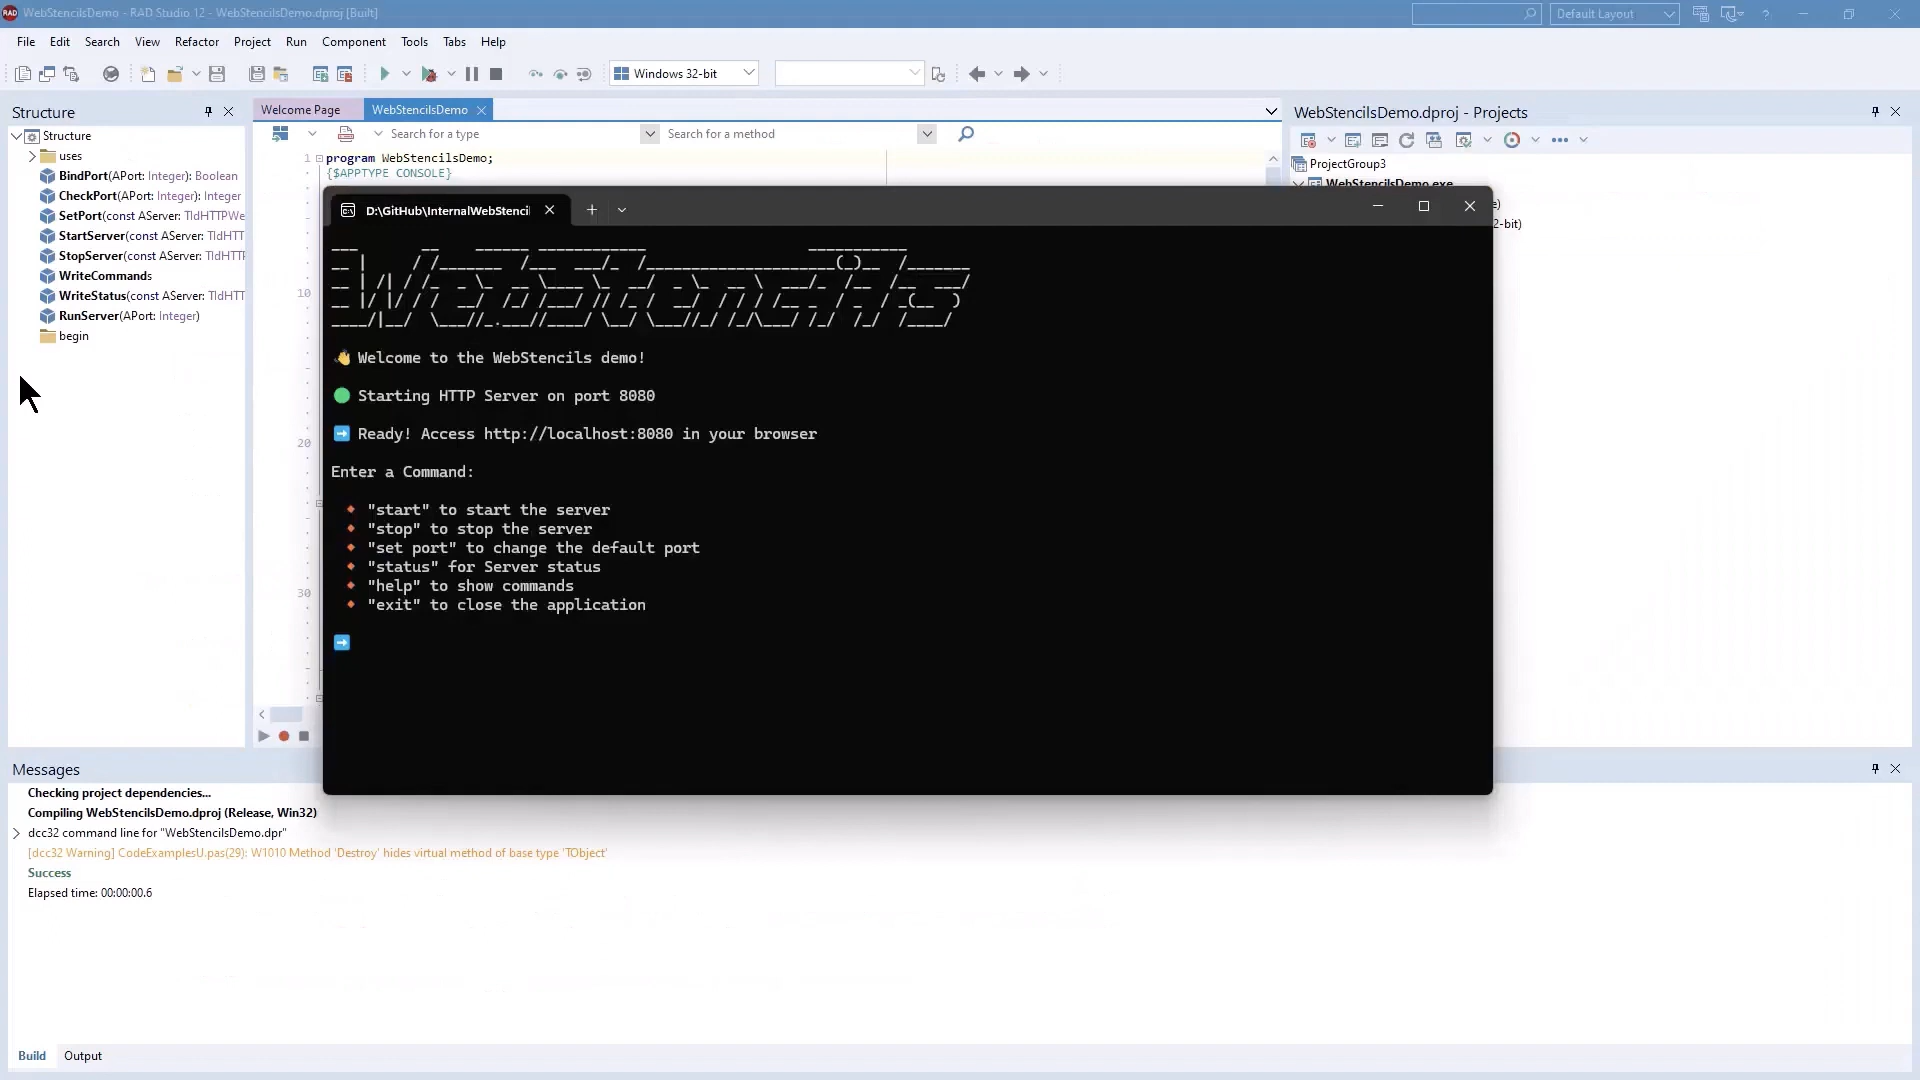 WebStencilsDemo - RAD Studio 12 - WebStencilsDemo.dproj [Built]
Default Layout
File Edit Search View Refactor Project Run Component Tools Tabs Help
Windows 32-bit
Structure
Welcome Page
WebStencilsDemo
WebStencilsDemo.dproj - Projects
Structure
Search for a type
Search for a method
uses
BindPort(APort: Integer): Boolean
CheckPort(APort: Integer): Integer
SetPort(const AServer: TIdHTTPWe
StartServer(const AServer: TIdHTT
StopServer(const AServer: TIdHTT
WriteCommands
WriteStatus(const AServer: TIdHTT
RunServer(APort: Integer)
begin
1
program WebStencilsDemo;
{$APPTYPE CONSOLE}
10
20
30
ProjectGroup3
WebStencilsDemo.exe
e)
2-bit)
D:\GitHub\InternalWebStencil
WebStencils
👋 Welcome to the WebStencils demo!
🟢 Starting HTTP Server on port 8080
➡️ Ready! Access http://localhost:8080 in your browser
Enter a Command:
🔸 "start" to start the server
🔸 "stop" to stop the server
🔸 "set port" to change the default port
🔸 "status" for Server status
🔸 "help" to show commands
🔸 "exit" to close the application
➡️
Messages
Checking project dependencies...
Compiling WebStencilsDemo.dproj (Release, Win32)
dcc32 command line for "WebStencilsDemo.dpr"
[dcc32 Warning] CodeExamplesU.pas(29): W1010 Method 'Destroy' hides virtual method of base type 'TObject'
Success
Elapsed time: 00:00:00.6
Build
Output